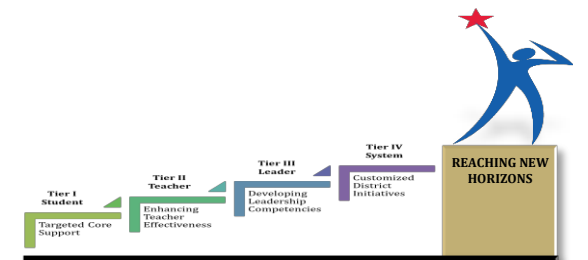 Tier I
Student
Targeted Core
Support
Tier II
Teacher
Enhancing
Teacher
Effectiveness
Tier III
Leader
Developing
Leadership
Competencies
Tier IV
System
Customized
District
Initiatives
REACHING NEW
HORIZONS